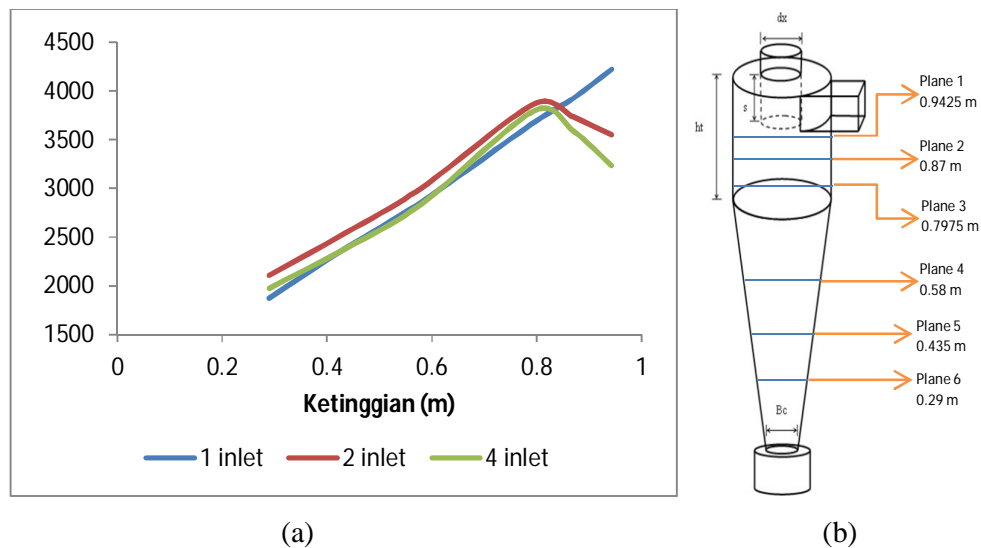 4500
4000
3500
3000
2500
2000
1500
0
0.2
0.4
0.6
0.8
1
Ketinggian (m)
1 inlet
2 inlet
4 inlet
(a)
dx
s
ht
Bc
Plane 1
0.9425 m
Plane 2
0.87 m
Plane 3
0.7975 m
Plane 4
0.58 m
Plane 5
0.435 m
Plane 6
0.29 m
(b)